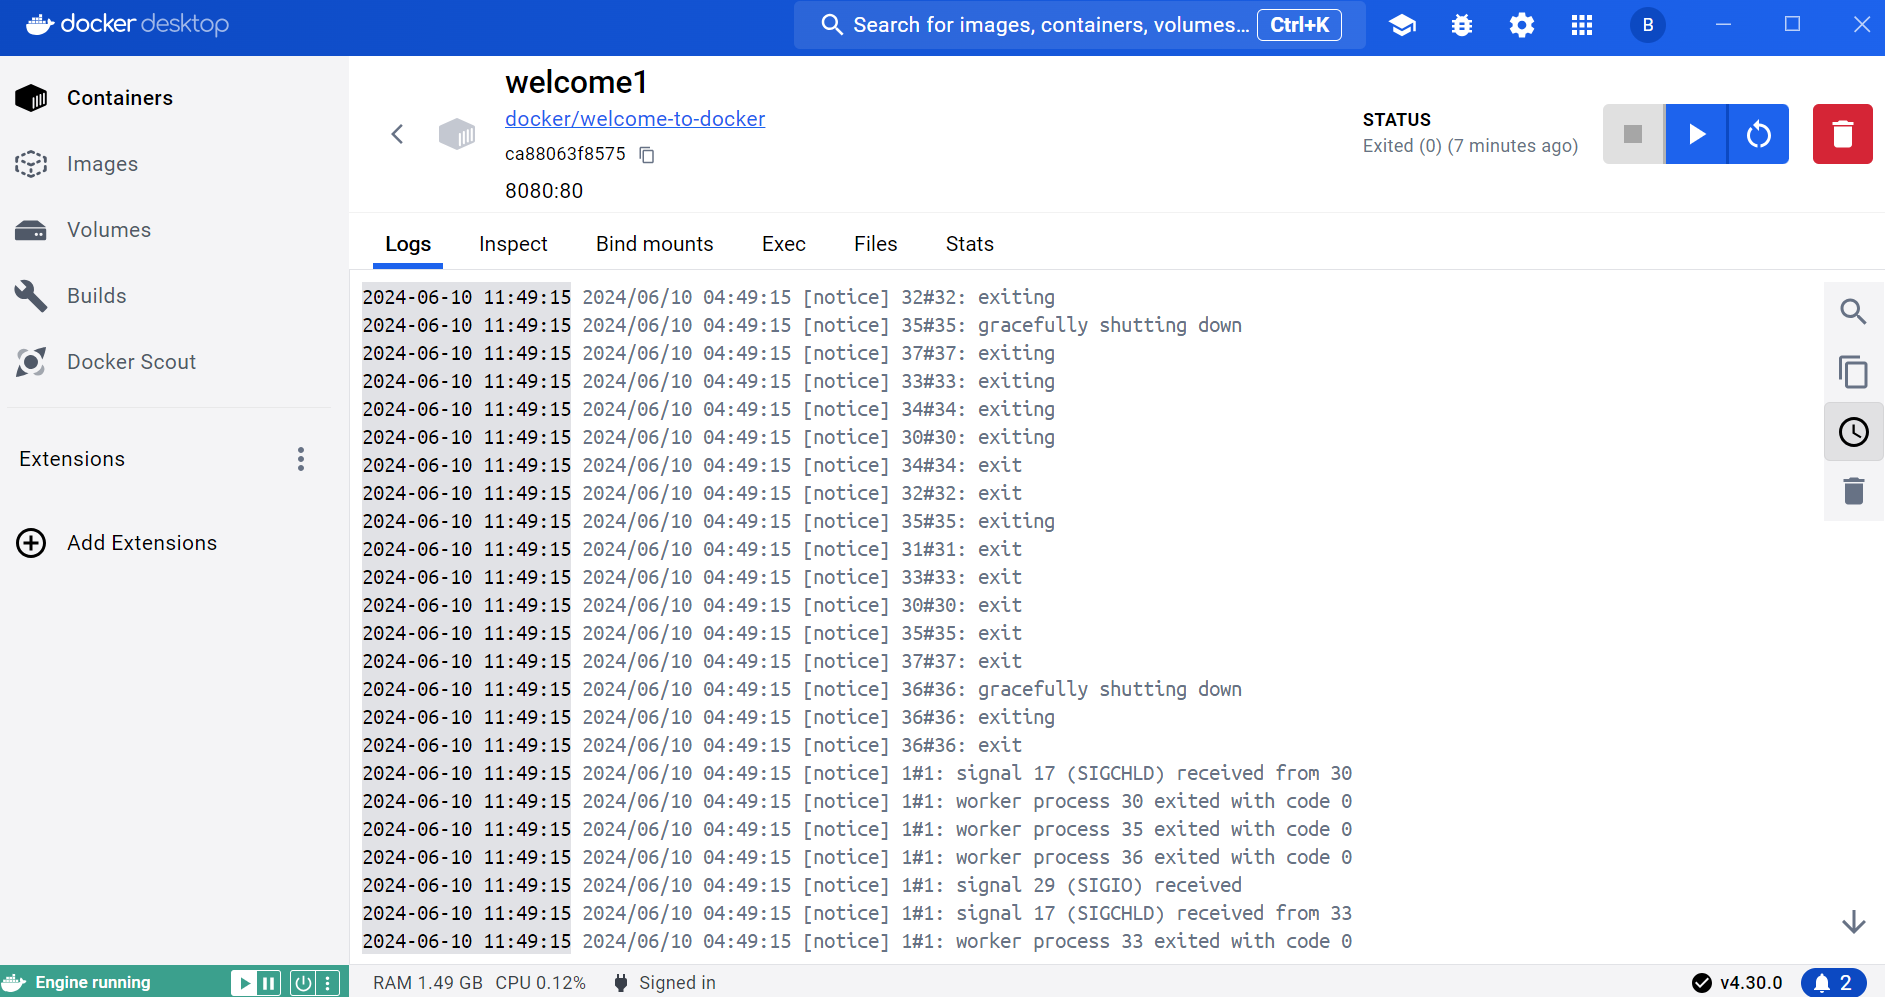 docker desktop
Search for images, containers, volumes... Ctrl+K
B
Containers
Images
Volumes
Builds
Docker Scout
Extensions
Add Extensions
welcome1
docker/welcome-to-docker
ca88063f8575
8080:80
STATUS
Exited (0) (7 minutes ago)
Logs Inspect Bind mounts Exec Files Stats
2024-06-10 11:49:15 2024/06/10 04:49:15 [notice] 32#32: exiting
2024-06-10 11:49:15 2024/06/10 04:49:15 [notice] 35#35: gracefully shutting down
2024-06-10 11:49:15 2024/06/10 04:49:15 [notice] 37#37: exiting
2024-06-10 11:49:15 2024/06/10 04:49:15 [notice] 33#33: exiting
2024-06-10 11:49:15 2024/06/10 04:49:15 [notice] 34#34: exiting
2024-06-10 11:49:15 2024/06/10 04:49:15 [notice] 30#30: exiting
2024-06-10 11:49:15 2024/06/10 04:49:15 [notice] 34#34: exit
2024-06-10 11:49:15 2024/06/10 04:49:15 [notice] 32#32: exit
2024-06-10 11:49:15 2024/06/10 04:49:15 [notice] 35#35: exiting
2024-06-10 11:49:15 2024/06/10 04:49:15 [notice] 31#31: exit
2024-06-10 11:49:15 2024/06/10 04:49:15 [notice] 33#33: exit
2024-06-10 11:49:15 2024/06/10 04:49:15 [notice] 30#30: exit
2024-06-10 11:49:15 2024/06/10 04:49:15 [notice] 35#35: exit
2024-06-10 11:49:15 2024/06/10 04:49:15 [notice] 37#37: exit
2024-06-10 11:49:15 2024/06/10 04:49:15 [notice] 36#36: gracefully shutting down
2024-06-10 11:49:15 2024/06/10 04:49:15 [notice] 36#36: exiting
2024-06-10 11:49:15 2024/06/10 04:49:15 [notice] 36#36: exit
2024-06-10 11:49:15 2024/06/10 04:49:15 [notice] 1#1: signal 17 (SIGCHLD) received from 30
2024-06-10 11:49:15 2024/06/10 04:49:15 [notice] 1#1: worker process 30 exited with code 0
2024-06-10 11:49:15 2024/06/10 04:49:15 [notice] 1#1: worker process 35 exited with code 0
2024-06-10 11:49:15 2024/06/10 04:49:15 [notice] 1#1: worker process 36 exited with code 0
2024-06-10 11:49:15 2024/06/10 04:49:15 [notice] 1#1: signal 29 (SIGIO) received
2024-06-10 11:49:15 2024/06/10 04:49:15 [notice] 1#1: signal 17 (SIGCHLD) received from 33
2024-06-10 11:49:15 2024/06/10 04:49:15 [notice] 1#1: worker process 33 exited with code 0
Engine running
RAM 1.49 GB CPU 0.12% Signed in
v4.30.0
2